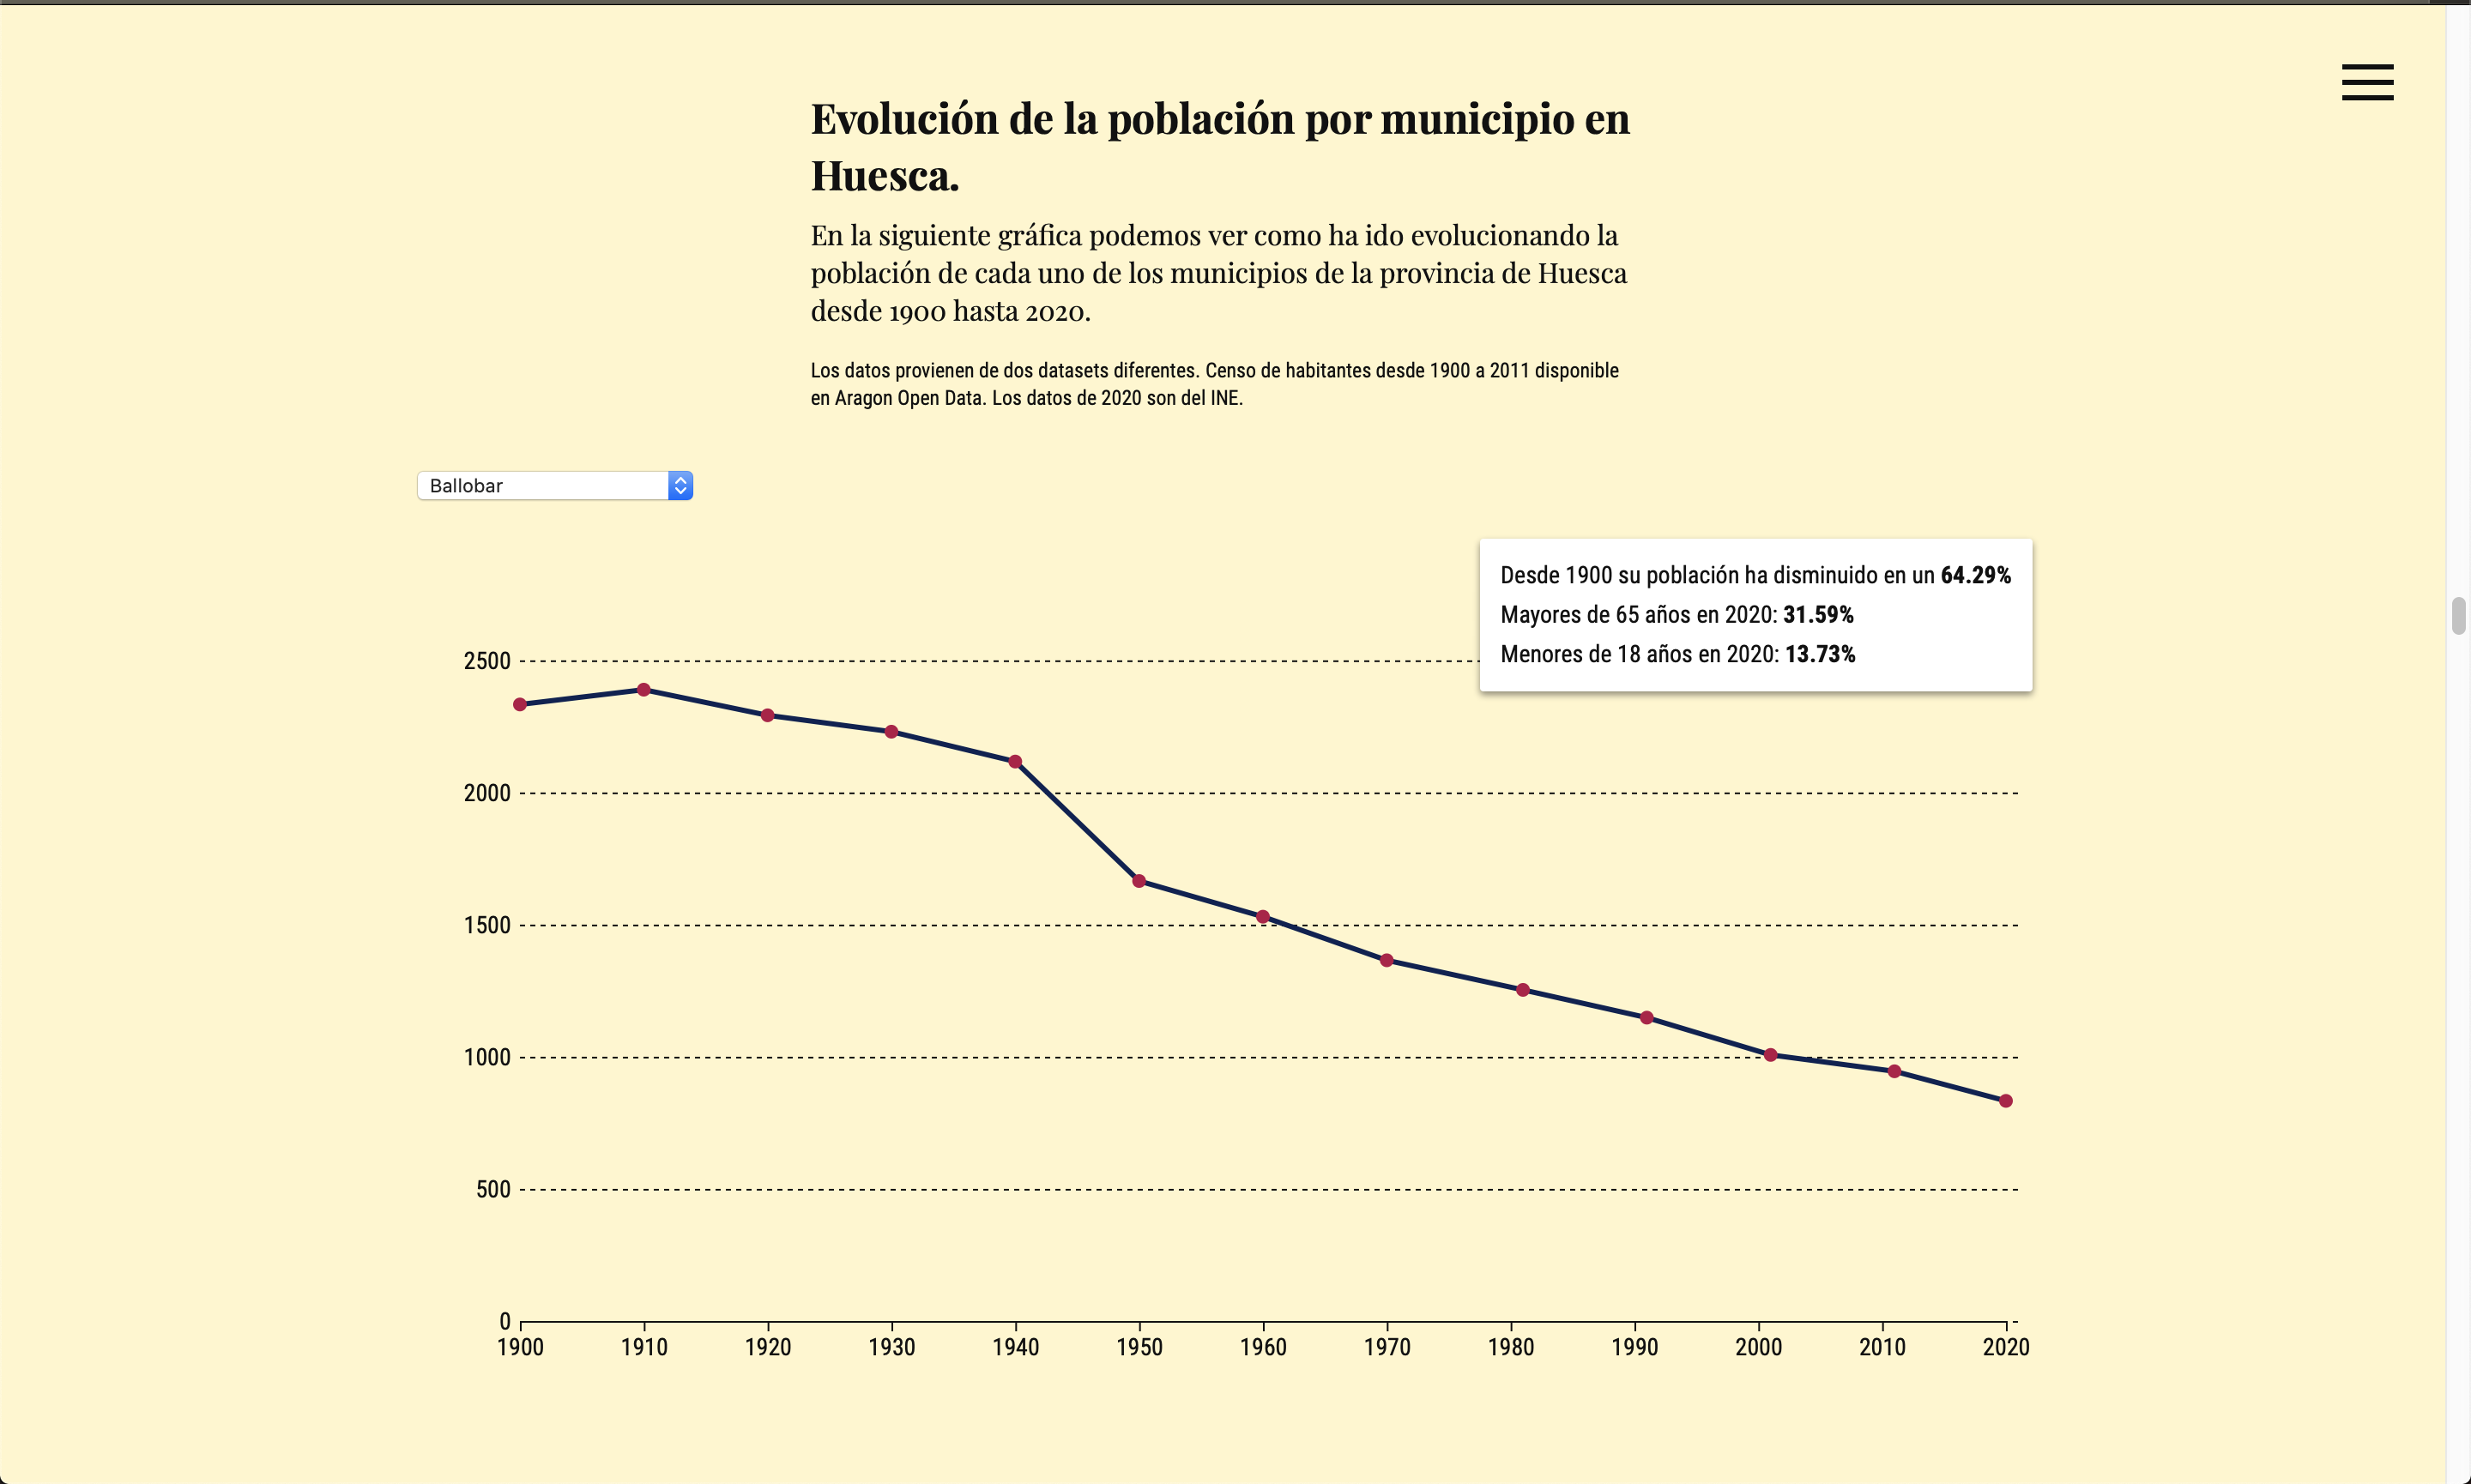 Evolución de la población por municipio en
Huesca.
En la siguiente gráfica podemos ver como ha ido evolucionando la
población de cada uno de los municipios de la provincia de Huesca
desde 1900 hasta 2020.
Los datos provienen de dos datasets diferentes. Censo de habitantes desde 1900 a 2011 disponible
en Aragon Open Data. Los datos de 2020 son del INE.
Ballobar
Desde 1900 su población ha disminuido en un 64.29%
Mayores de 65 años en 2020: 31.59%
Menores de 18 años en 2020: 13.73%
2500
2000
1500
1000
500
0
1900 1910 1920 1930 1940 1950 1960 1970 1980 1990 2000 2010 2020